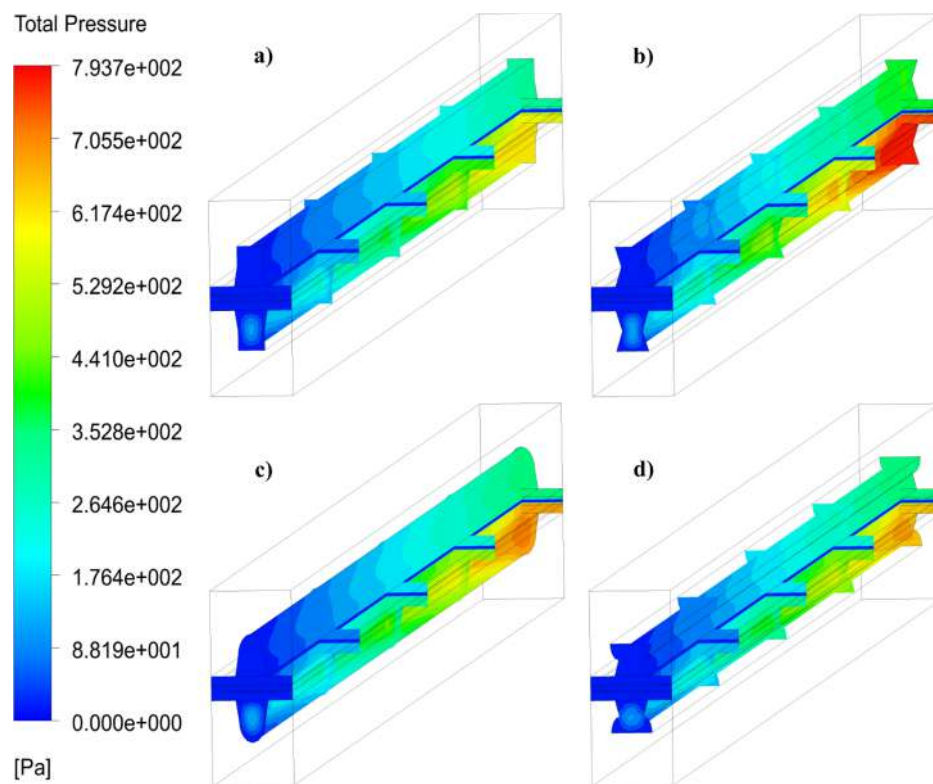 Total Pressure
7.937e+002
7.055e+002
6.174e+002
5.292e+002
4.410e+002
3.528e+002
2.646e+002
1.764e+002
8.819e+001
0.000e+000
[Pa]
a)
b)
c)
d)